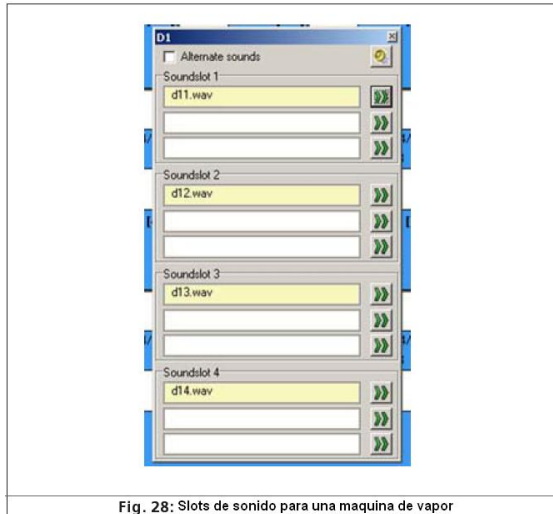 D1
Alternate sounds
Soundslot 1
d11.wav
Soundslot 2
d12.wav
Soundslot 3
d13.wav
Soundslot 4
d14.wav
Fig. 28: Slots de sonido para una maquina de vapor